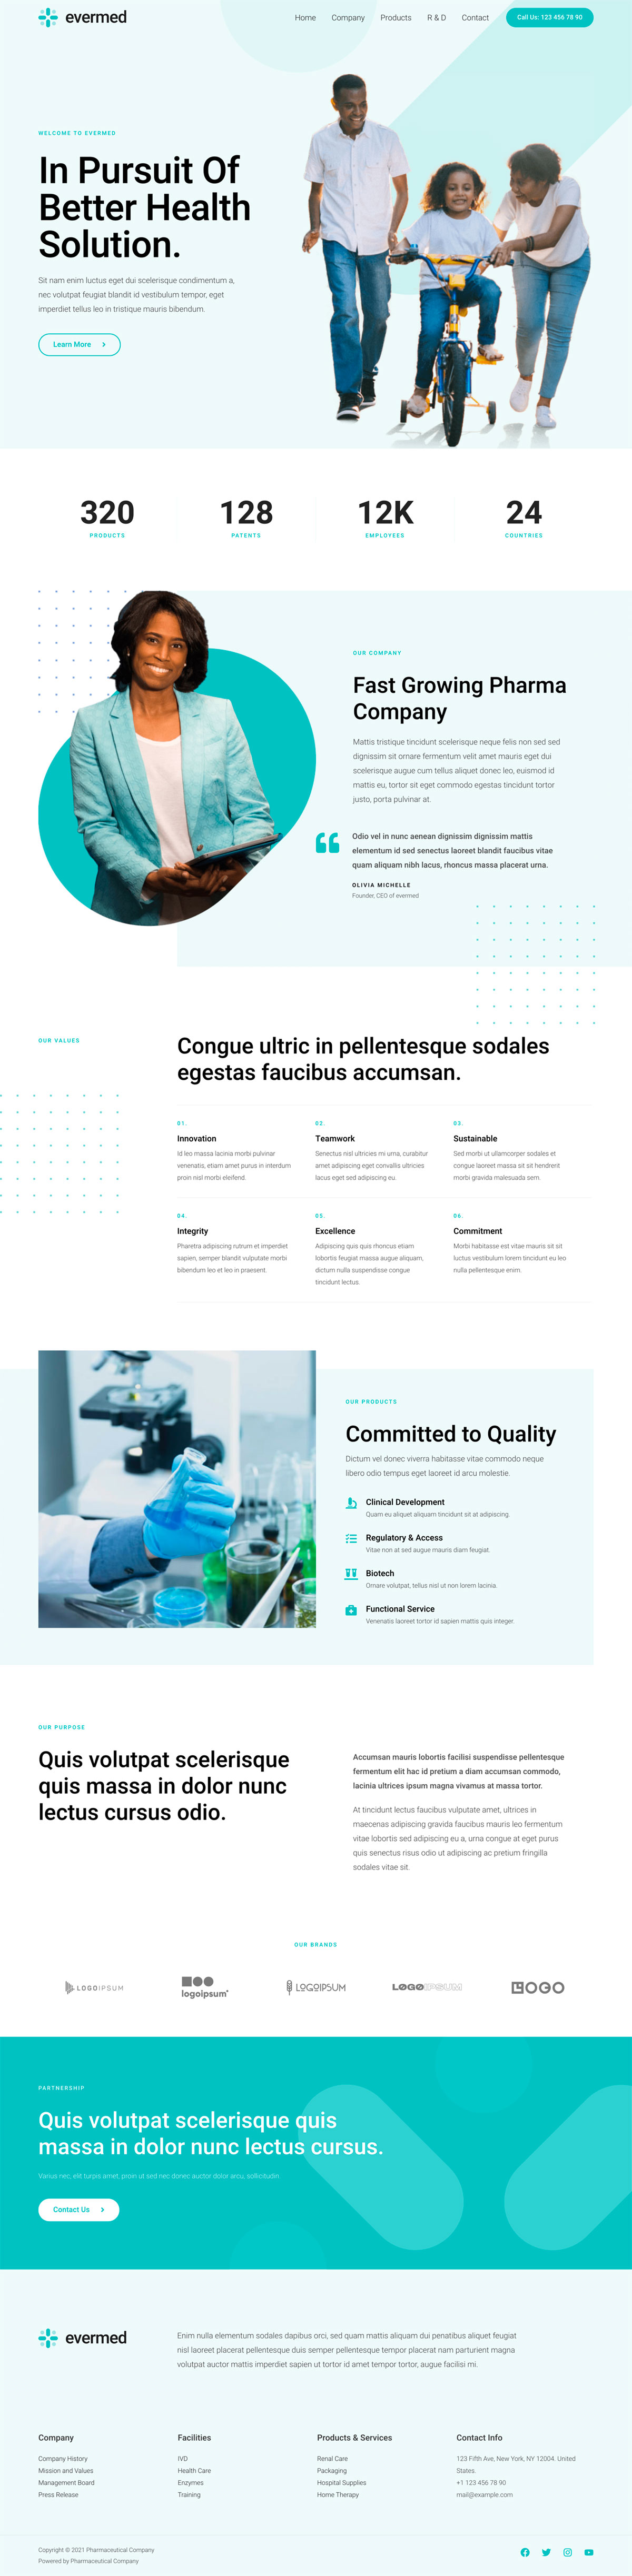 evermed
Home Company Products R & D Contact Call Us: 123 456 78 90
WELCOME TO EVERMED
In Pursuit Of
Better Health
Solution.
Sit nam enim luctus eget dui scelerisque condimentum a,
nec volutpat feugiat blandit id vestibulum tempor, eget
imperdiet tellus leo in tristique mauris bibendum.
Learn More
320
PRODUCTS
128
PATENTS
12K
EMPLOYEES
24
COUNTRIES
OUR COMPANY
Fast Growing Pharma
Company
Mattis tristique tincidunt scelerisque neque felis non sed sed
dignissim sit ornare fermentum velit amet mauris eget dui
scelerisque augue cum tellus aliquet donec leo, euismod id
mattis eu, tortor sit eget commodo egestas tincidunt tortor
justo, porta pulvinar at.
Odio vel in nunc aenean dignissim dignissim mattis
elementum id sed senectus laoreet blandit faucibus vitae
quam aliquam nibh lacus, rhoncus massa placerat urna.
OLIVIA MICHELLE
Founder, CEO of evermed
OUR VALUES
Congue ultric in pellentesque sodales
egestas faucibus accumsan.
01.
Innovation
Id leo massa lacinia morbi pulvinar
venenatis, etiam amet purus in interdum
proin nisl morbi eleifend.
02.
Teamwork
Senectus nisl ultricies mi urna, curabitur
amet adipiscing eget convallis ultricies
lacus eget sed adipiscing eu.
03.
Sustainable
Sed morbi ut ullamcorper sodales et
congue laoreet massa sit sit hendrerit
morbi gravida malesuada sem.
04.
Integrity
Pharetra adipiscing rutrum et imperdiet
sapien, semper blandit vulputate morbi
bibendum leo et leo in praesent.
05.
Excellence
Adipiscing quis quis rhoncus etiam
lobortis feugiat massa augue aliquam,
dictum nulla suspendisse congue
tincidunt lectus.
06.
Commitment
Morbi habitasse est vitae mauris sit sit
luctus vestibulum lorem tincidunt eu leo
nulla pellentesque enim.
OUR PRODUCTS
Committed to Quality
Dictum vel donec viverra habitasse vitae commodo neque
libero odio tempus eget laoreet id arcu molestie.
Clinical Development
Quam eu aliquet aliquam tincidunt sit at adipiscing.
Regulatory & Access
Vitae non at sed augue mauris diam feugiat.
Biotech
Ornare volutpat, tellus nisl ut non lorem lacinia.
Functional Service
Venenatis laoreet tortor id sapien mattis quis integer.
OUR PURPOSE
Quis volutpat scelerisque
quis massa in dolor nunc
lectus cursus odio.
Accumsan mauris lobortis facilisi suspendisse pellentesque
fermentum elit hac id pretium a diam accumsan commodo,
lacinia ultrices ipsum magna vivamus at massa tortor.
At tincidunt lectus faucibus vulputate amet, ultrices in
maecenas adipiscing gravida faucibus mauris leo fermentum
vitae lobortis sed adipiscing eu a, urna congue at eget purus
quis senectus risus odio ut adipiscing ac pretium fringilla
sodales vitae sit.
OUR BRANDS
LOGOIPSUM
logoipsum
LOGOIPSUM
LOGOIPSUM
LOGO
PARTNERSHIP
Quis volutpat scelerisque quis
massa in dolor nunc lectus cursus.
Varius nec, elit turpis amet, proin ut sed nec donec auctor dolor arcu, sollicitudin.
Contact Us
evermed
Enim nulla elementum sodales dapibus orci, sed quam mattis aliquam dui penatibus aliquet feugiat
nisl laoreet placerat pellentesque duis semper pellentesque tempor placerat nam parturient magna
volutpat auctor mattis imperdiet sapien ut tortor id amet tempor tortor, augue facilisi mi.
Company
Company History
Mission and Values
Management Board
Press Release
Facilities
IVD
Health Care
Enzymes
Training
Products & Services
Renal Care
Packaging
Hospital Supplies
Home Therapy
Contact Info
123 Fifth Ave, New York, NY 12004. United
States.
+1 123 456 78 90
mail@example.com
Copyright © 2021 Pharmaceutical Company
Powered by Pharmaceutical Company